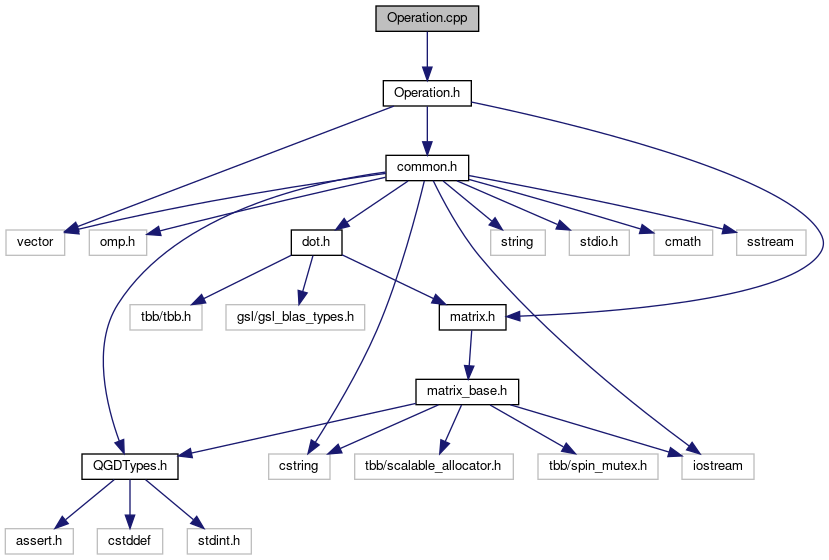 Operation.cpp
Operation.h
common.h
vector
omp.h
dot.h
string
stdio.h
cmath
sstream
tbb/tbb.h
gsl/gsl_blas_types.h
matrix.h
matrix_base.h
QGDTypes.h
cstring
tbb/scalable_allocator.h
tbb/spin_mutex.h
iostream
assert.h
cstddef
stdint.h